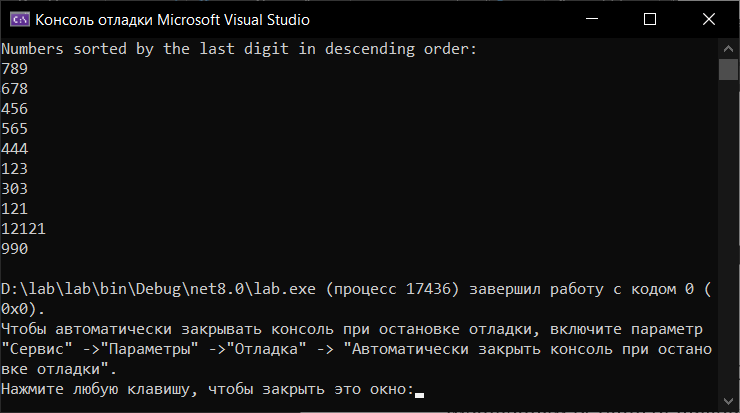 Консоль отладки Microsoft Visual Studio
Numbers sorted by the last digit in descending order:
789
678
456
565
444
123
303
121
12121
990
D:\lab\lab\bin\Debug\net8.0\lab.exe (процесс 17436) завершил работу с кодом 0 (
0x0).
Чтобы автоматически закрывать консоль при остановке отладки, включите параметр
"Сервис" ->"Параметры" ->"Отладка" -> "Автоматически закрыть консоль при остано
вке отладки".
Нажмите любую клавишу, чтобы закрыть это окно: